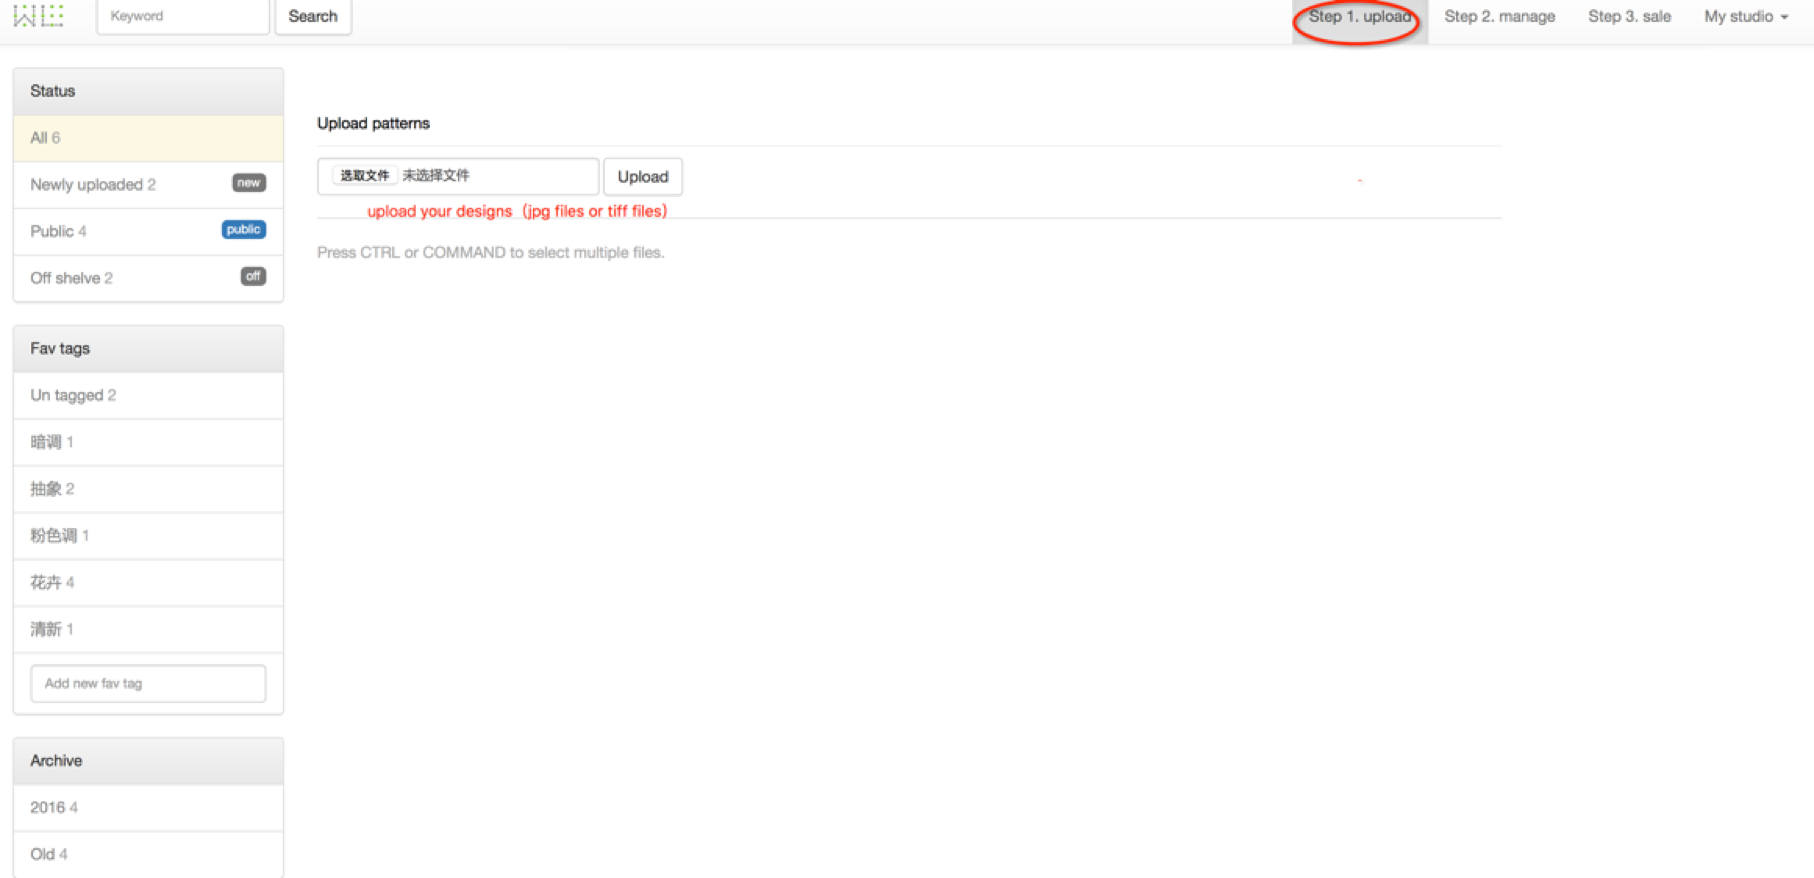 WE
Keyword
Search
Step 1. upload
Step 2. manage
Step 3. sale
My studio
Status
All 6
Newly uploaded 2
new
Public 4
public
Off shelve 2
off
Fav tags
Un tagged 2
暗调 1
抽象 2
粉色调 1
花卉 4
清新 1
Add new fav tag
Archive
2016 4
Old 4
Upload patterns
选取文件 未选择文件
Upload
upload your designs（jpg files or tiff files）
Press CTRL or COMMAND to select multiple files.